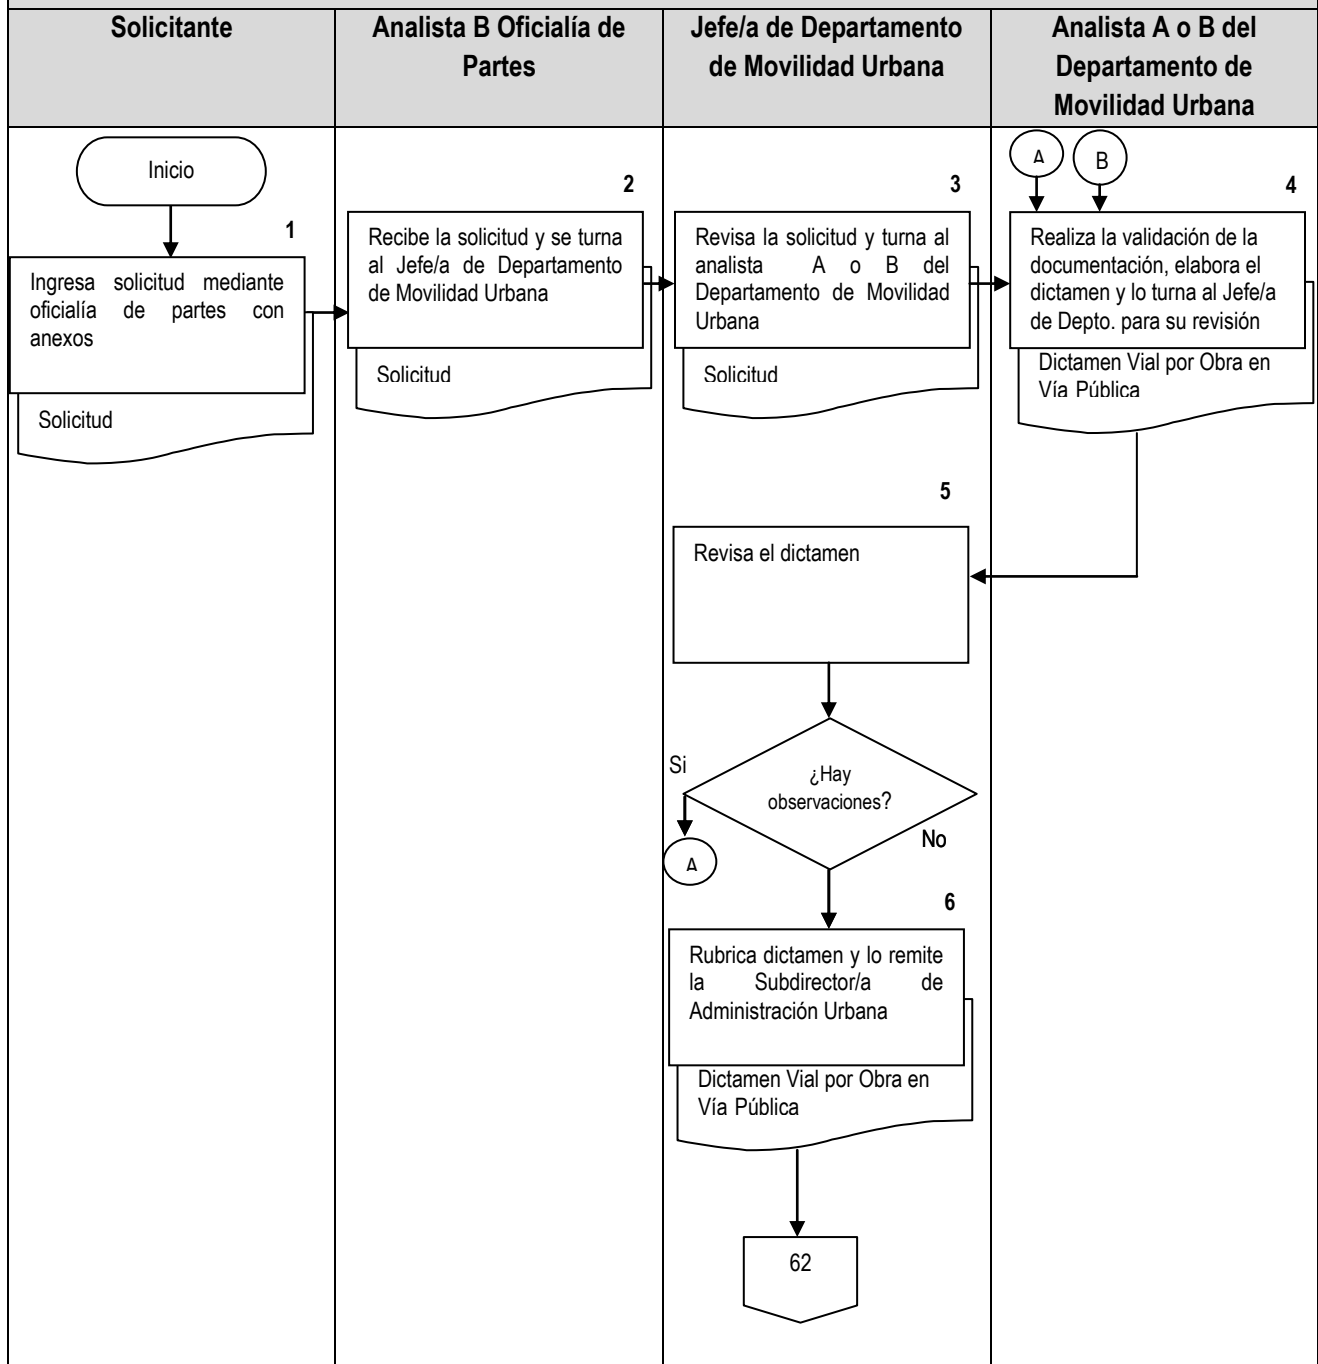 Solicitante
Analista B Oficialía de
Partes
Jefe/a de Departamento
de Movilidad Urbana
Analista A o B del
Departamento de
Movilidad Urbana
Inicio
1
Ingresa solicitud mediante
oficialía de partes con
anexos
Solicitud
2
Recibe la solicitud y se turna
al Jefe/a de Departamento
de Movilidad Urbana
Solicitud
3
Revisa la solicitud y turna al
analista A o B del
Departamento de Movilidad
Urbana
Solicitud
A
B
4
Realiza la validación de la
documentación, elabora el
dictamen y lo turna al Jefe/a
de Depto. para su revisión
Dictamen Vial por Obra en
Vía Pública
5
Revisa el dictamen
¿Hay
observaciones?
Si
A
No
6
Rubrica dictamen y lo remite
la Subdirector/a de
Administración Urbana
Dictamen Vial por Obra en
Vía Pública
62